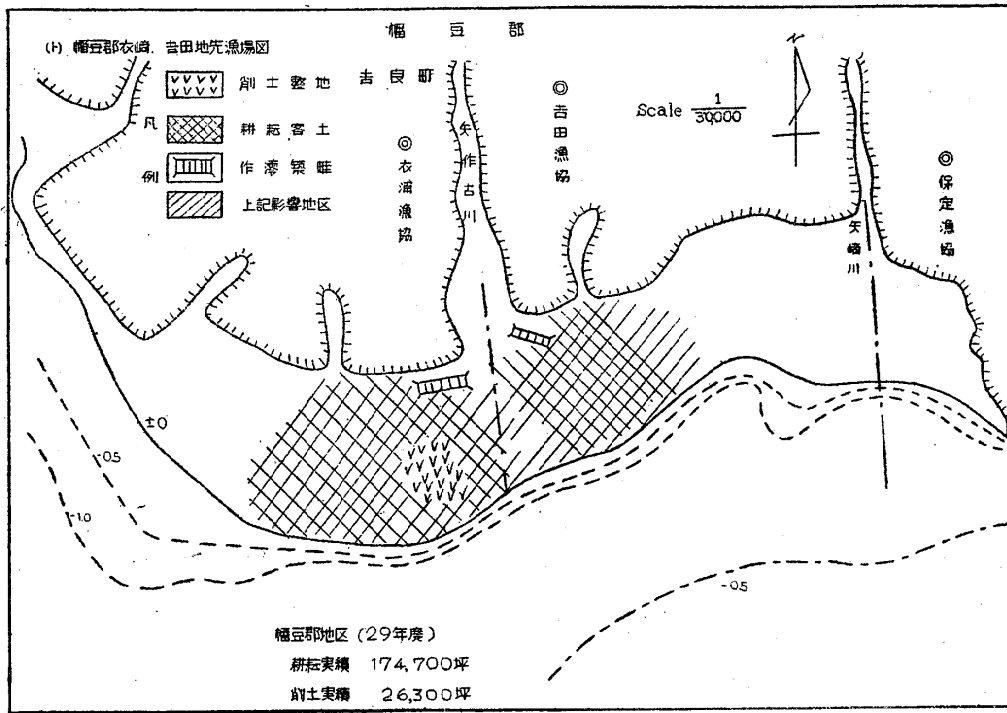 幡豆郡
(ト) 幡豆郡衣崎、吉田地先漁場図
凡例
削土整地
耕耘客土
作澪築畦
上記影響地区
吉良町
衣浦漁協
矢作古川
吉田漁協
Scale 1/30,000
N
保定漁協
矢崎川
±0
-0.5
-1.0
-0.5
幡豆郡地区 (29年度)
耕耘実績 174,700坪
削土実績 26,300坪